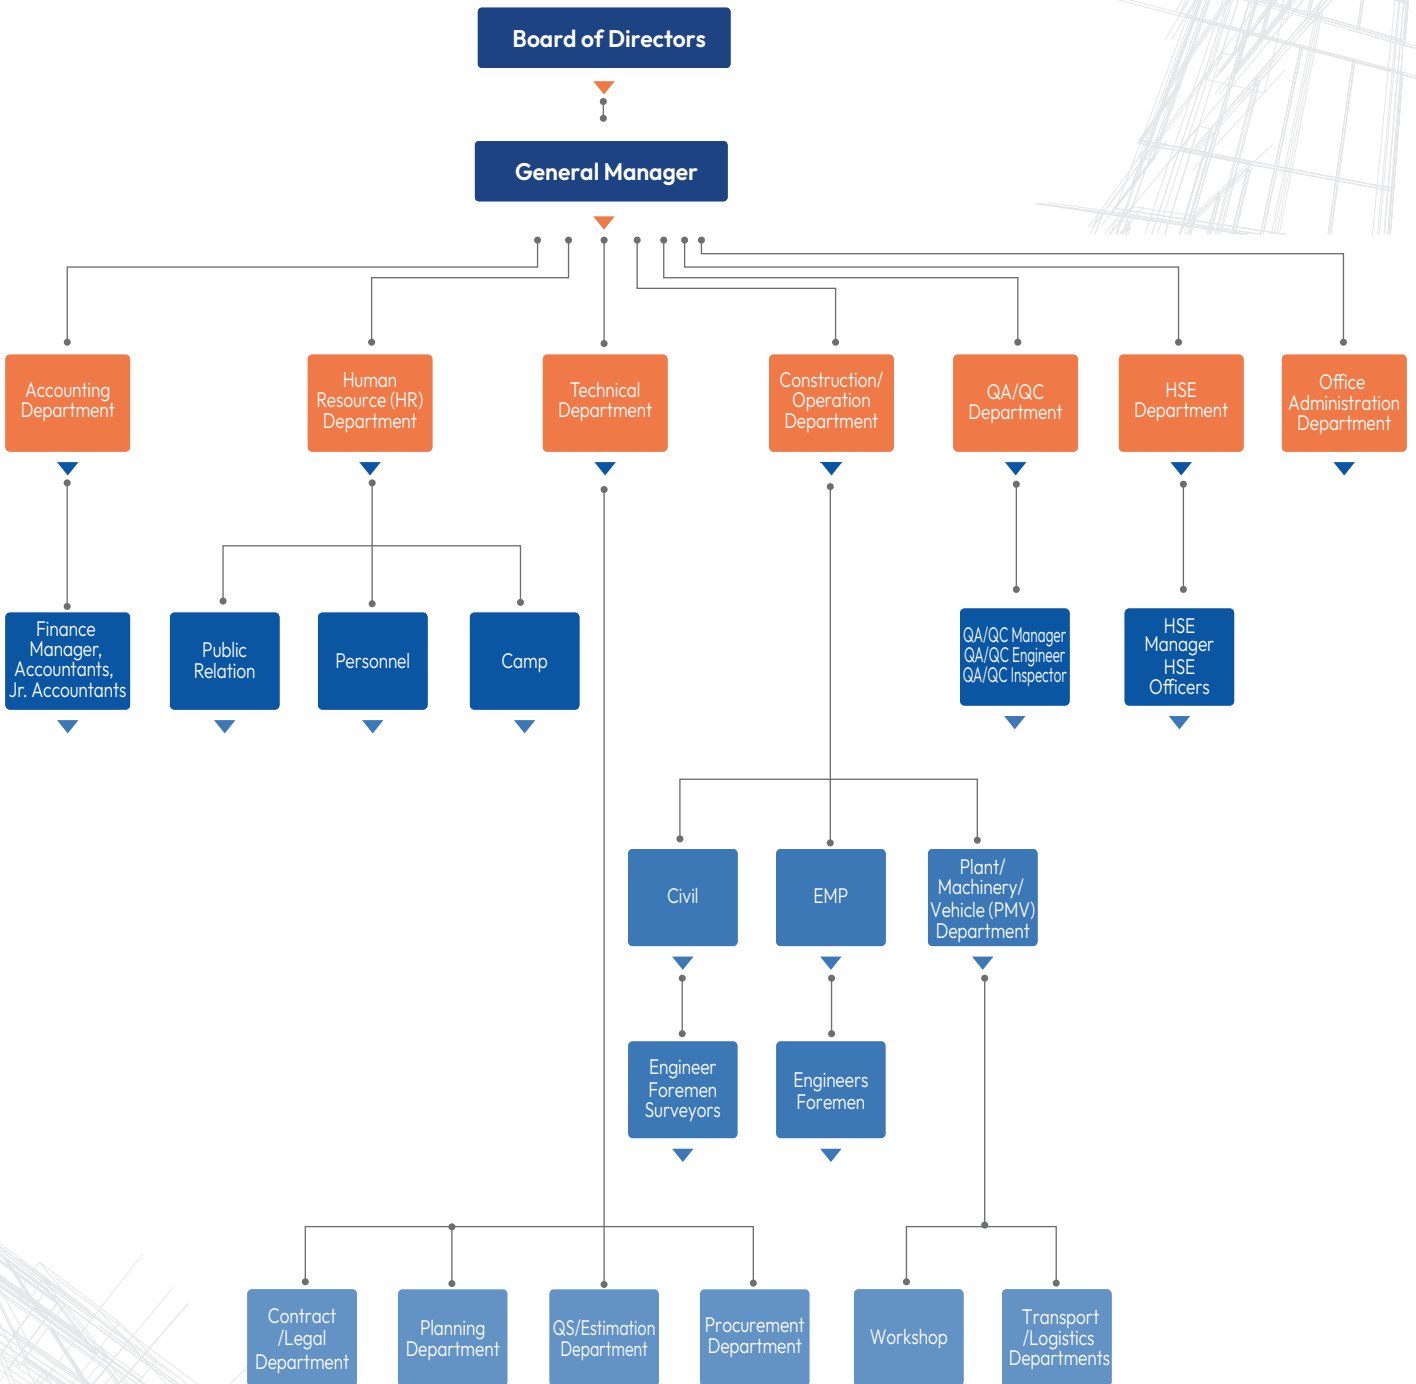 Board of Directors
General Manager
Accounting
Department
Human
Resource (HR)
Department
Technical
Department
Construction/
Operation
Department
QA/QC
Department
HSE
Department
Office
Administration
Department
Finance
Manager,
Accountants,
Jr. Accountants
Public
Relation
Personnel
Camp
QA/QC Manager
QA/QC Engineer
QA/QC Inspector
HSE
Manager
HSE
Officers
Civil
EMP
Plant/
Machinery/
Vehicle (PMV)
Department
Engineer
Foremen
Surveyors
Engineers
Foremen
Contract
/Legal
Department
Planning
Department
QS/Estimation
Department
Procurement
Department
Workshop
Transport
/Logistics
Departments